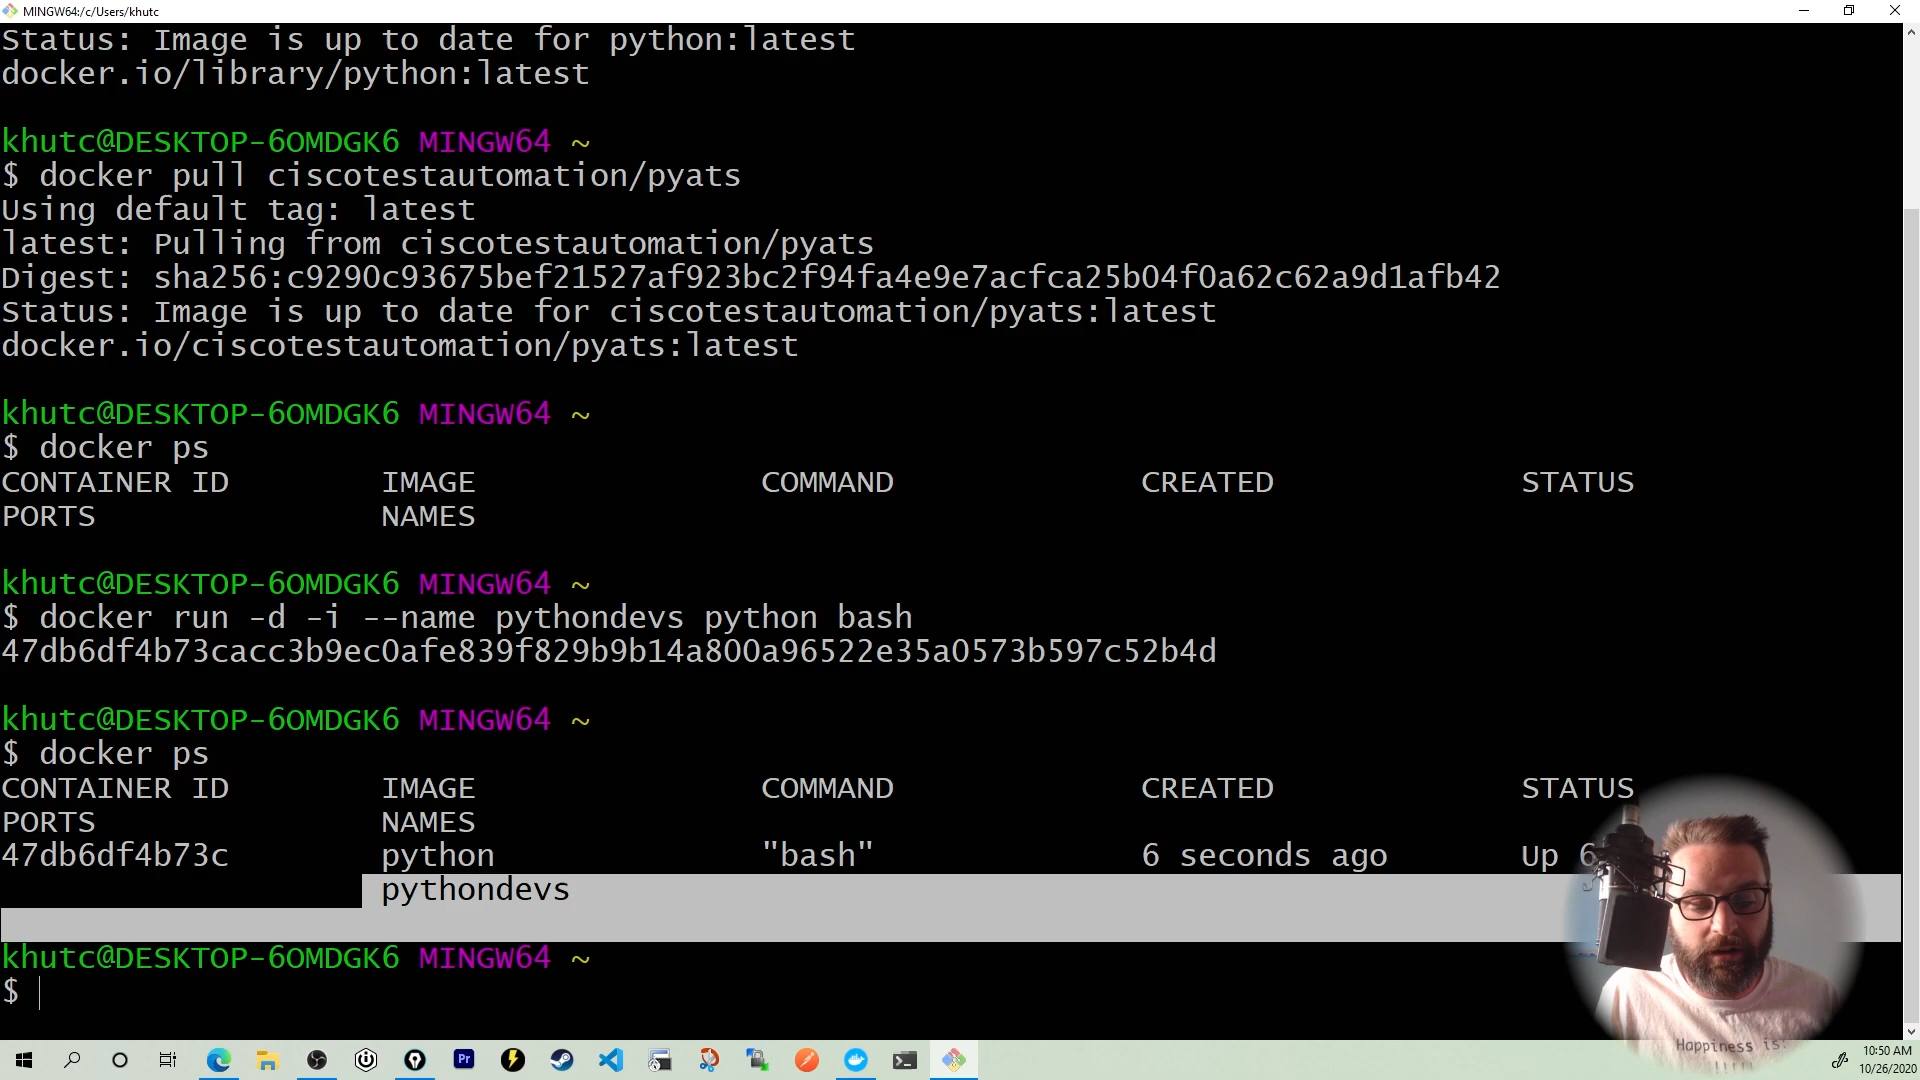 MINGW64:/c/Users/khutc
Status: Image is up to date for python:latest
docker.io/library/python:latest
khutc@DESKTOP-6OMDGK6 MINGW64 ~
$ docker pull ciscotestautomation/pyats
Using default tag: latest
latest: Pulling from ciscotestautomation/pyats
Digest: sha256:c9290c93675bef21527af923bc2f94fa4e9e7acfca25b04f0a62c62a9d1afb42
Status: Image is up to date for ciscotestautomation/pyats:latest
docker.io/ciscotestautomation/pyats:latest
khutc@DESKTOP-6OMDGK6 MINGW64 ~
$ docker ps
CONTAINER ID IMAGE COMMAND CREATED STATUS
PORTS NAMES
khutc@DESKTOP-6OMDGK6 MINGW64 ~
$ docker run -d -i --name pythondevs python bash
47db6df4b73cacc3b9ec0afe839f829b9b14a800a96522e35a0573b597c52b4d
khutc@DESKTOP-6OMDGK6 MINGW64 ~
$ docker ps
CONTAINER ID IMAGE COMMAND CREATED STATUS
PORTS NAMES
47db6df4b73c python "bash" 6 seconds ago Up 6
pythondevs
khutc@DESKTOP-6OMDGK6 MINGW64 ~
$
Happiness is:
Pr
10:50 AM
10/26/2020